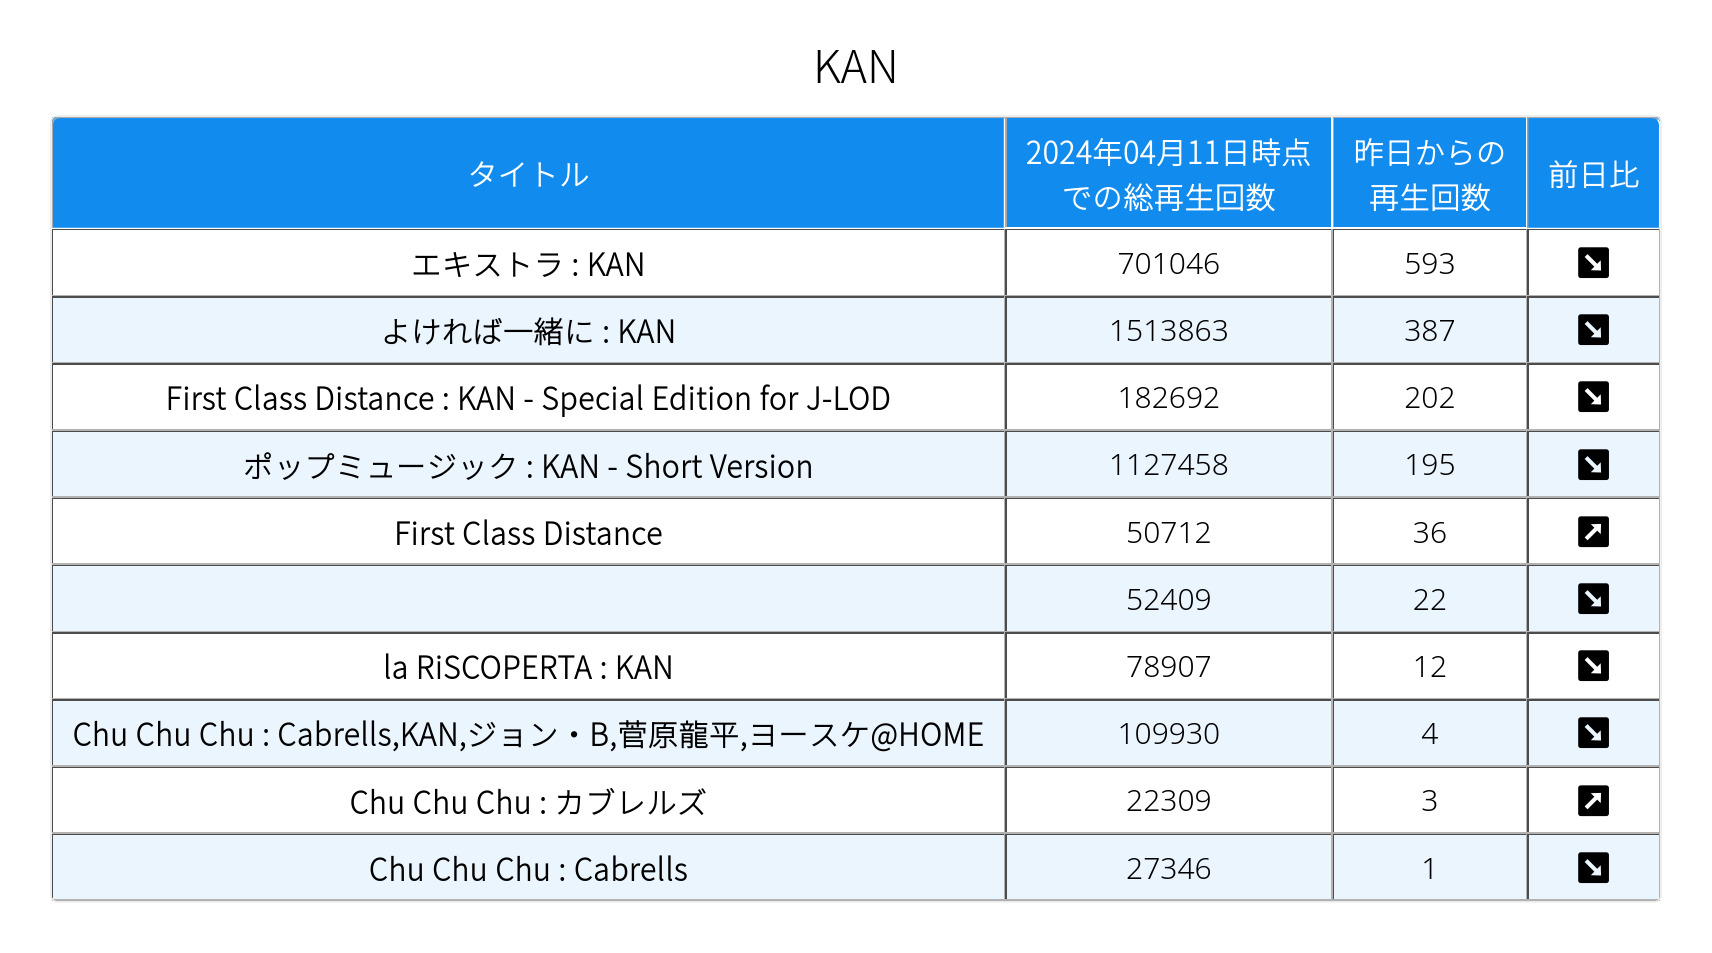 KAN
タイトル
2024年04月11日時点
での総再生回数
昨日からの
再生回数
前日比
エキストラ : KAN 701046 593
よければ一緒に : KAN 1513863 387
First Class Distance : KAN - Special Edition for J-LOD 182692 202
ポップミュージック : KAN - Short Version 1127458 195
First Class Distance 50712 36
52409 22
la RiSCOPERTA : KAN 78907 12
Chu Chu Chu : Cabrells,KAN,ジョン・B,菅原龍平,ヨースケ@HOME 109930 4
Chu Chu Chu : カブレルズ 22309 3
Chu Chu Chu : Cabrells 27346 1